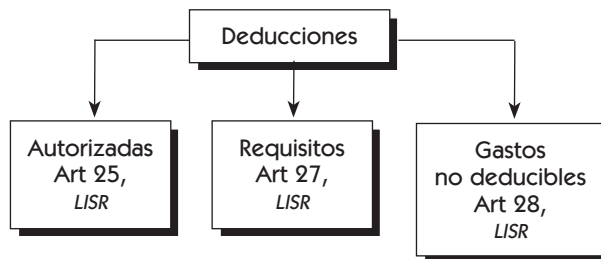 Deducciones
Autorizadas
Art 25,
LISR
Requisitos
Art 27,
LISR
Gastos
no deducibles
Art 28,
LISR